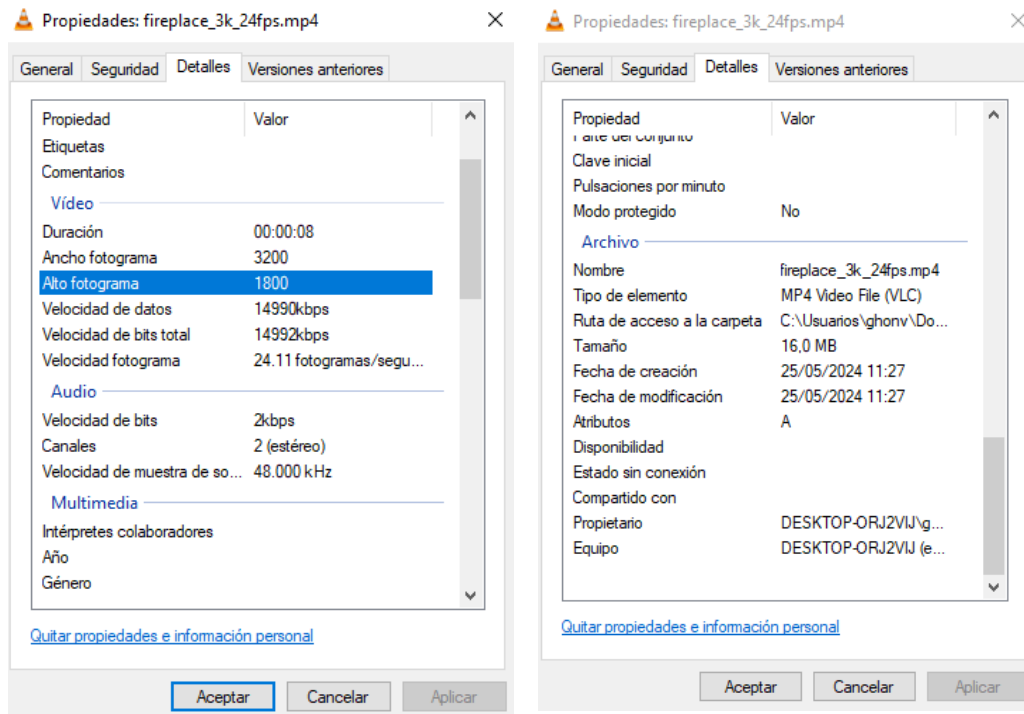 Propiedades: fireplace_3k_24fps.mp4
General Seguridad Detalles Versiones anteriores
Propiedad Valor
Etiquetas
Comentarios
Vídeo
Duración 00:00:08
Ancho fotograma 3200
Alto fotograma 1800
Velocidad de datos 14990kbps
Velocidad de bits total 14992kbps
Velocidad fotograma 24.11 fotogramas/segu...
Audio
Velocidad de bits 2kbps
Canales 2 (estéreo)
Velocidad de muestra de so... 48.000 kHz
Multimedia
Intérpretes colaboradores
Año
Género
Quitar propiedades e información personal
Aceptar Cancelar Aplicar
Propiedades: fireplace_3k_24fps.mp4
General Seguridad Detalles Versiones anteriores
Propiedad Valor
Parte del conjunto
Clave inicial
Pulsaciones por minuto
Modo protegido No
Archivo
Nombre fireplace_3k_24fps.mp4
Tipo de elemento MP4 Video File (VLC)
Ruta de acceso a la carpeta C:\Usuarios\ghonv\Do...
Tamaño 16,0 MB
Fecha de creación 25/05/2024 11:27
Fecha de modificación 25/05/2024 11:27
Atributos A
Disponibilidad
Estado sin conexión
Compartido con
Propietario DESKTOP-ORJ2VIJ\g...
Equipo DESKTOP-ORJ2VIJ (e...
Quitar propiedades e información personal
Aceptar Cancelar Aplicar